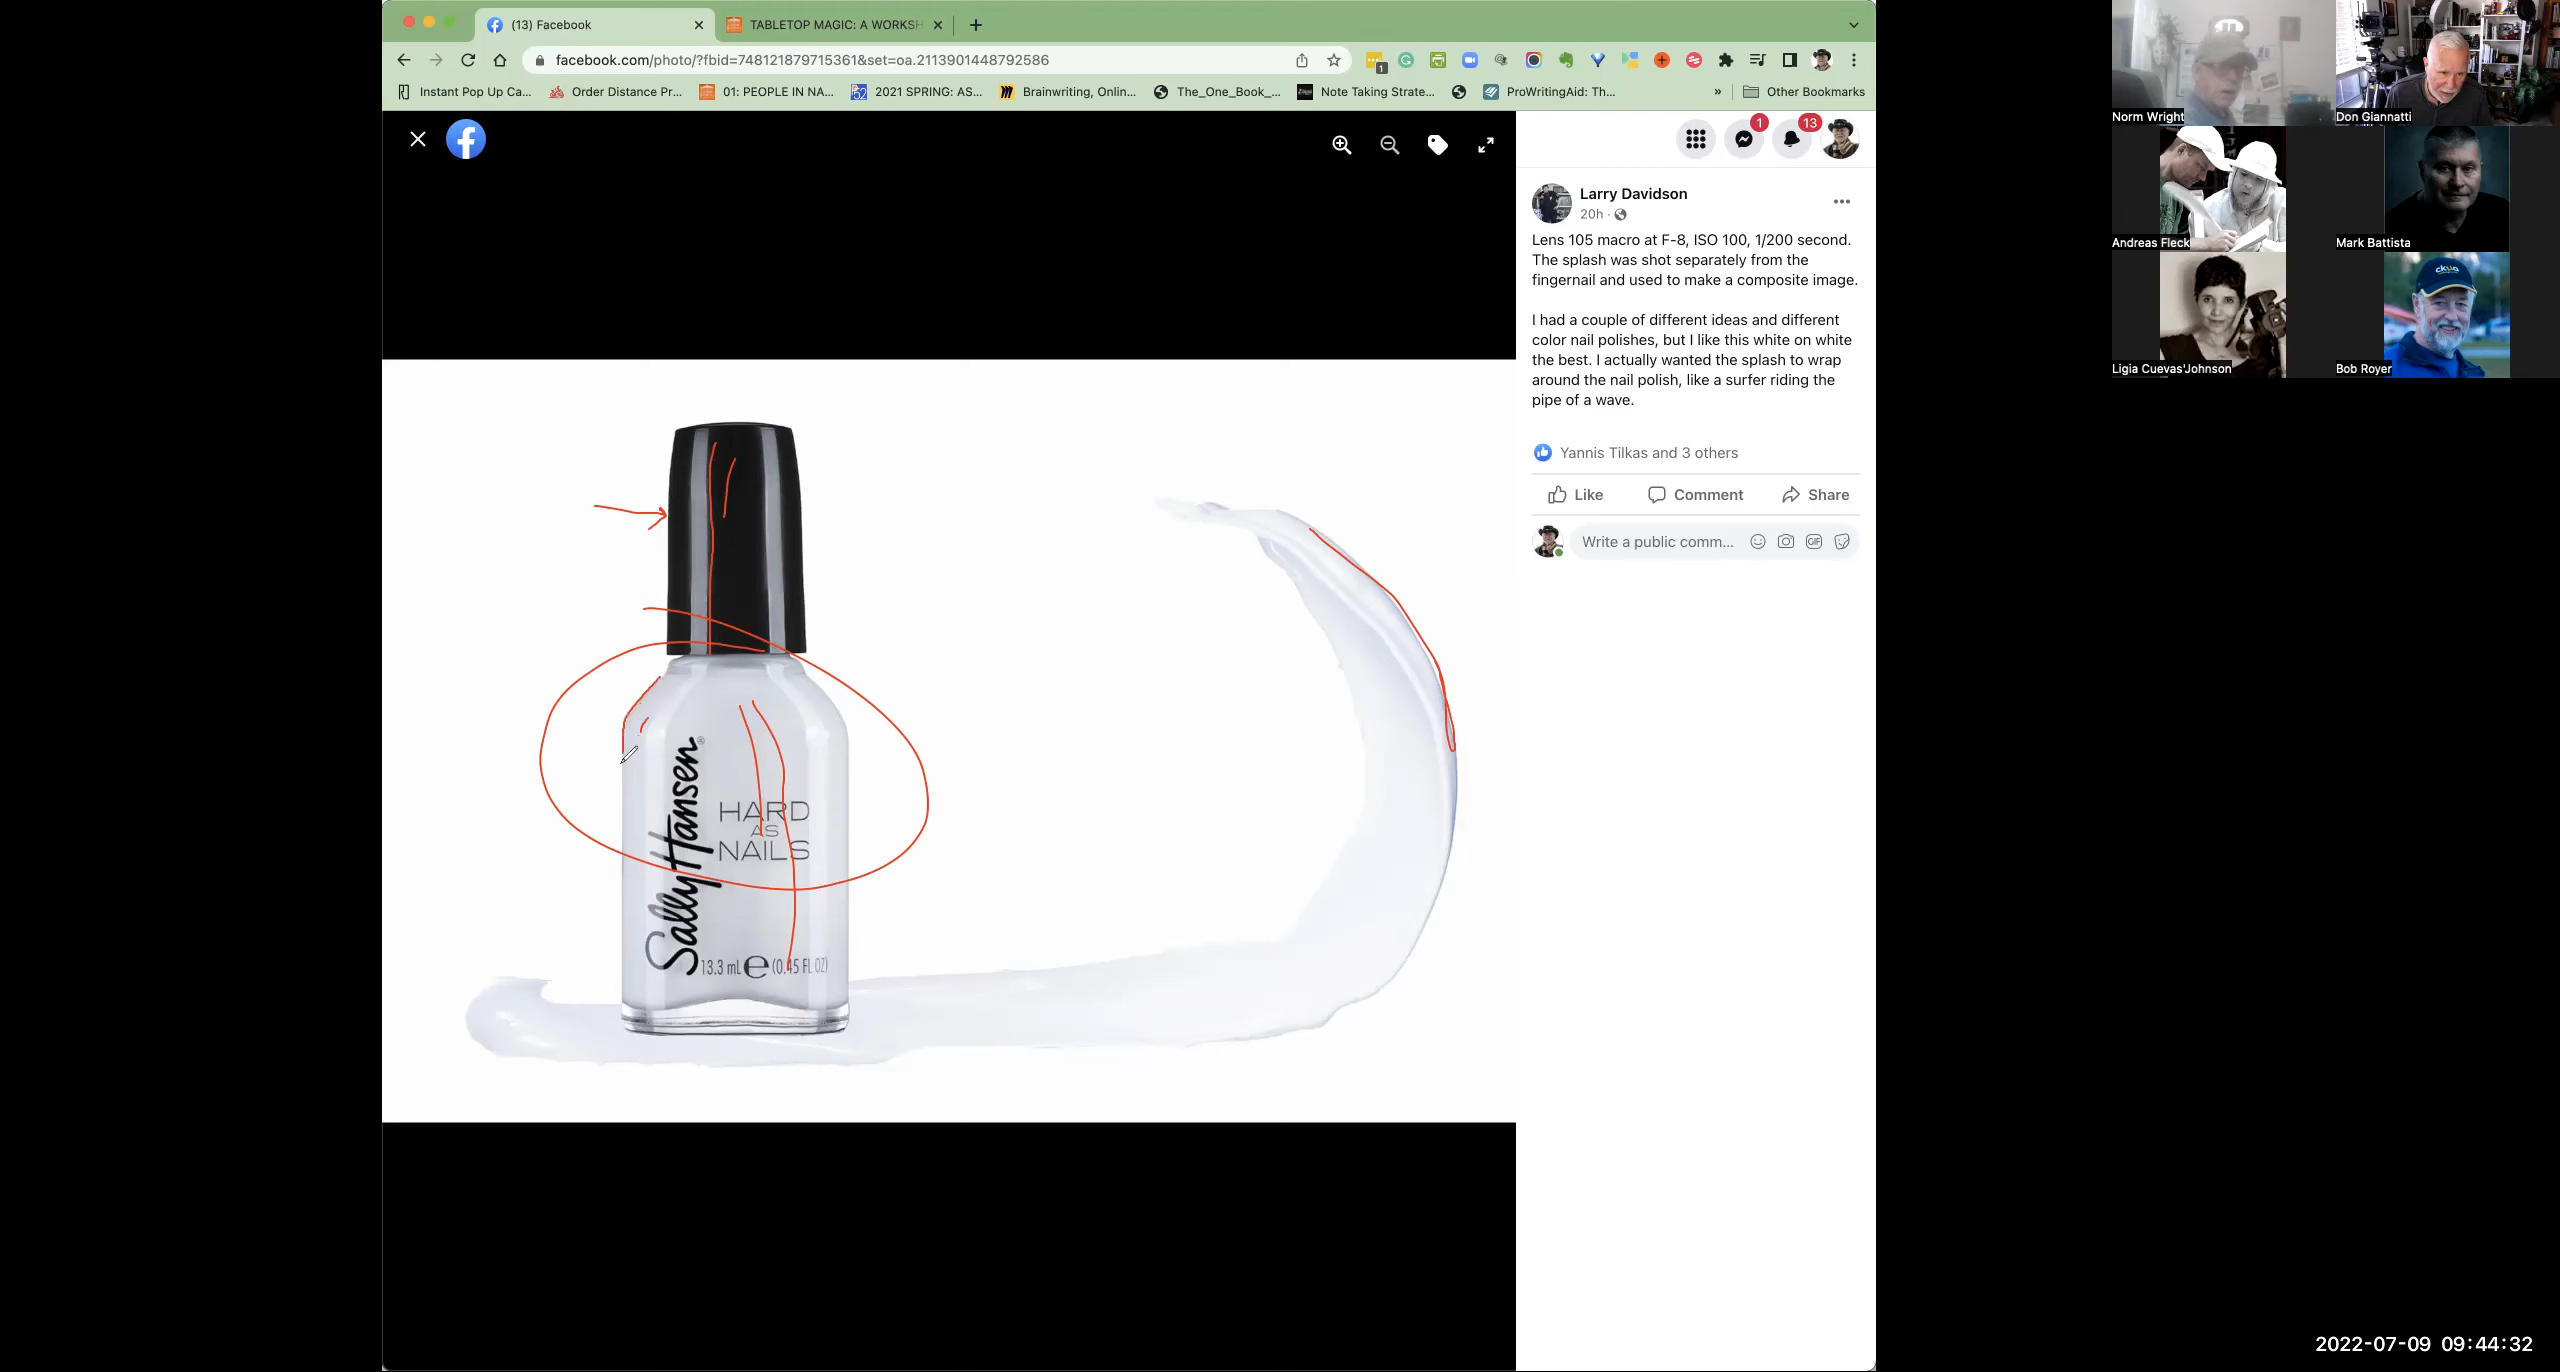 (13) Facebook
TABLETOP MAGIC: A WORKSH
facebook.com/photo/?fbid=748121879715361&set=oa.2113901448792586
1
Instant Pop Up Ca...
Order Distance Pr...
01: PEOPLE IN NA...
52
2021 SPRING: AS...
Brainwriting, Onlin...
The_One_Book_...
Note Taking Strate...
ProWritingAid: Th...
»
Other Bookmarks
1
13
Larry Davidson
20h ·
Lens 105 macro at F-8, ISO 100, 1/200 second.
The splash was shot separately from the
fingernail and used to make a composite image.
I had a couple of different ideas and different
color nail polishes, but I like this white on white
the best. I actually wanted the splash to wrap
around the nail polish, like a surfer riding the
pipe of a wave.
Yannis Tilkas and 3 others
Like
Comment
Share
Write a public comm...
GIF
Sally Hansen®
HARD
AS
NAILS
13.3 mL e (0.45 FL OZ)
Norm Wright
Don Giannatti
Andreas Fleck
Mark Battista
ckua
Ligia Cuevas'Johnson
Bob Royer
2022-07-09 09:44:32